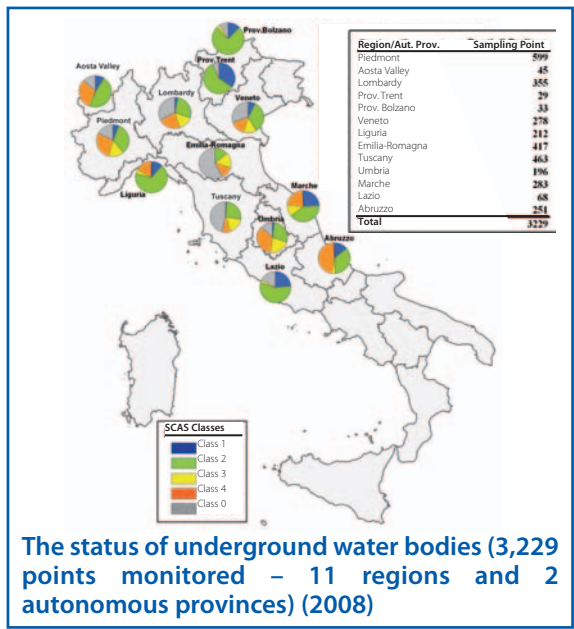 Prov.Bolzano
Prov.Trent
Aosta Valley
Lombardy
Veneto
Piedmont
Emilia-Romagna
Liguria
Tuscany
Marche
Umbria
Abruzzo
Lazio
Region/Aut. Prov. Sampling Point
Piedmont 599
Aosta Valley 45
Lombardy 355
Prov. Trent 29
Prov. Bolzano 33
Veneto 278
Liguria 212
Emilia-Romagna 417
Tuscany 463
Umbria 196
Marche 283
Lazio 68
Abruzzo 251
Total 3229
SCAS Classes
Class 1
Class 2
Class 3
Class 4
Class 0
The status of underground water bodies (3,229
points monitored – 11 regions and 2
autonomous provinces) (2008)